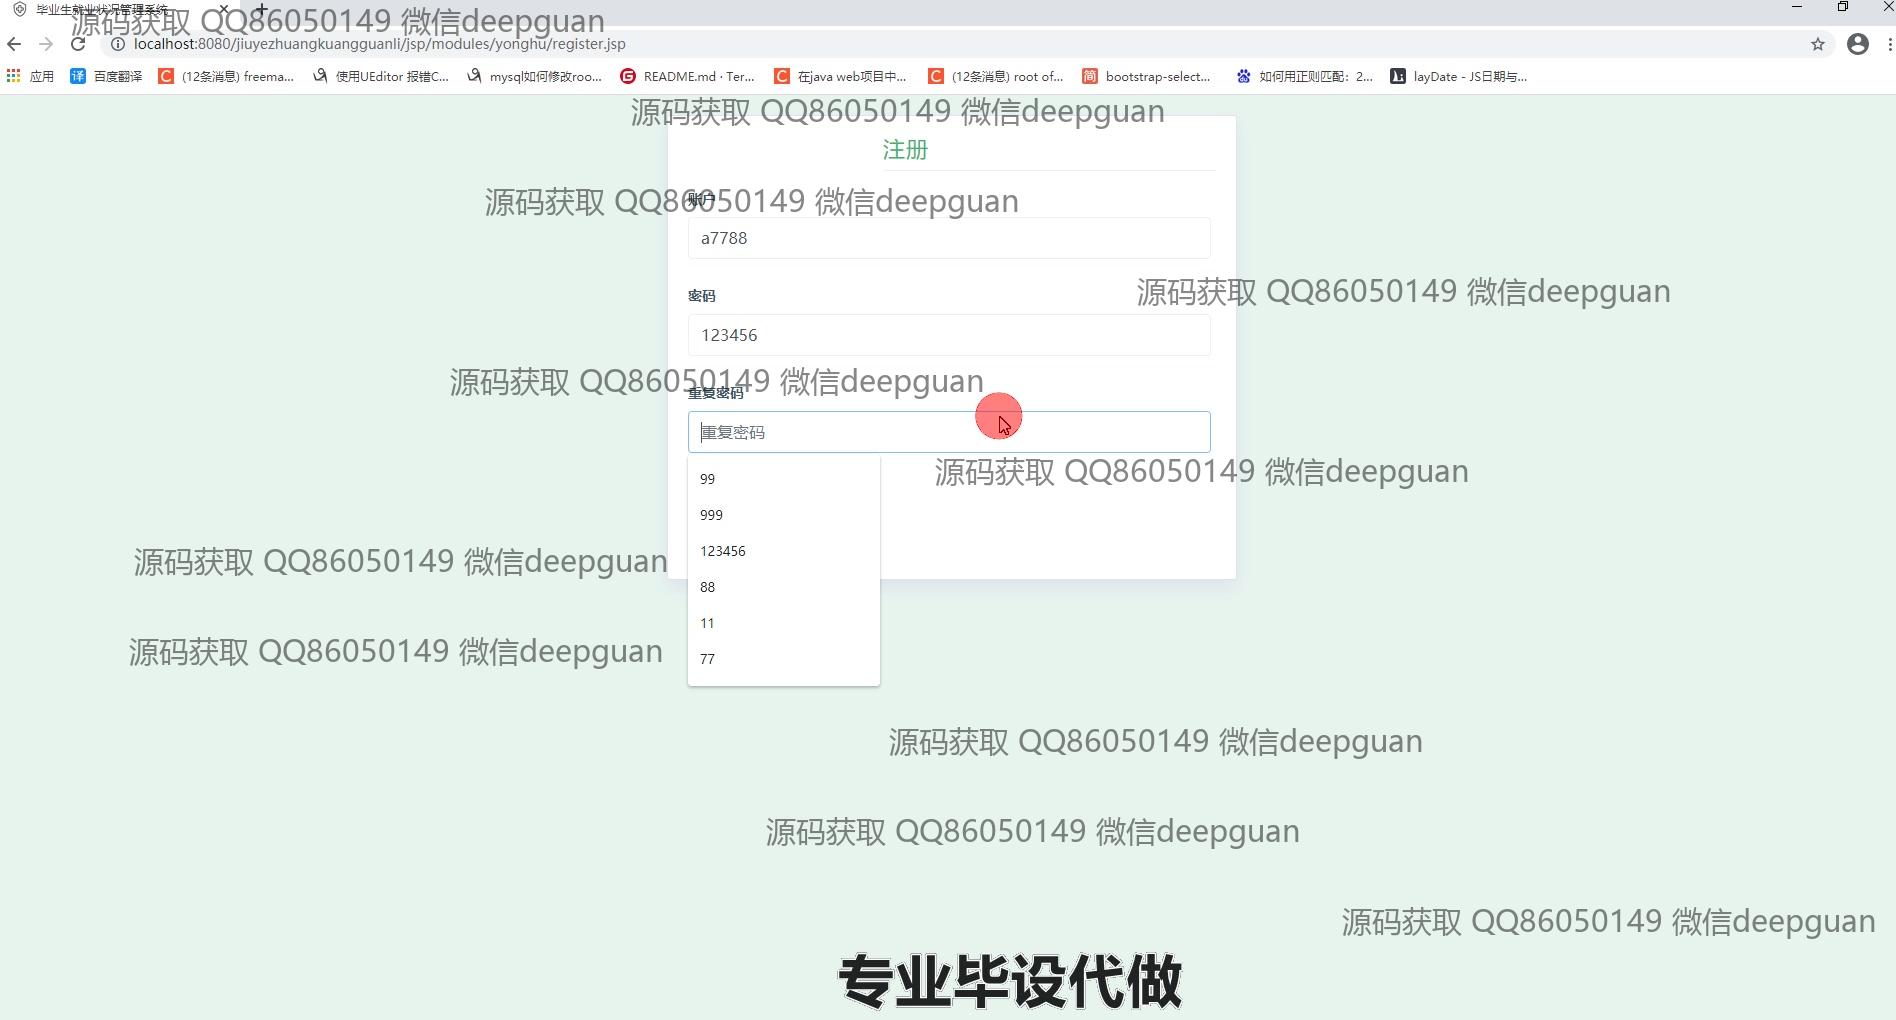 毕业生就业状况管理系统
源码获取 QQ86050149 微信deepguan
localhost:8080/jiuyezhuangkuangguanli/jsp/modules/yonghu/register.jsp
应用
百度翻译
(12条消息) freema...
使用UEditor 报错C...
mysql如何修改roo...
README.md · Ter...
在java web项目中...
(12条消息) root of...
bootstrap-select...
如何用正则匹配：2...
layDate - JS日期与...
源码获取 QQ86050149 微信deepguan
注册
源码获取 QQ86050149 微信deepguan
账户
a7788
源码获取 QQ86050149 微信deepguan
密码
123456
源码获取 QQ86050149 微信deepguan
重复密码
重复密码
源码获取 QQ86050149 微信deepguan
99
999
123456
88
11
77
源码获取 QQ86050149 微信deepguan
源码获取 QQ86050149 微信deepguan
源码获取 QQ86050149 微信deepguan
源码获取 QQ86050149 微信deepguan
源码获取 QQ86050149 微信deepguan
专业毕设代做